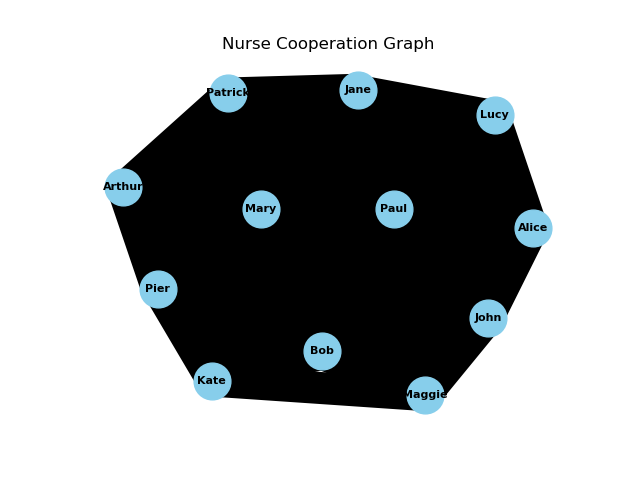 Nurse Cooperation Graph
Patrick
Jane
Lucy
Arthur
Mary
Paul
Alice
Pier
John
Bob
Kate
Maggie